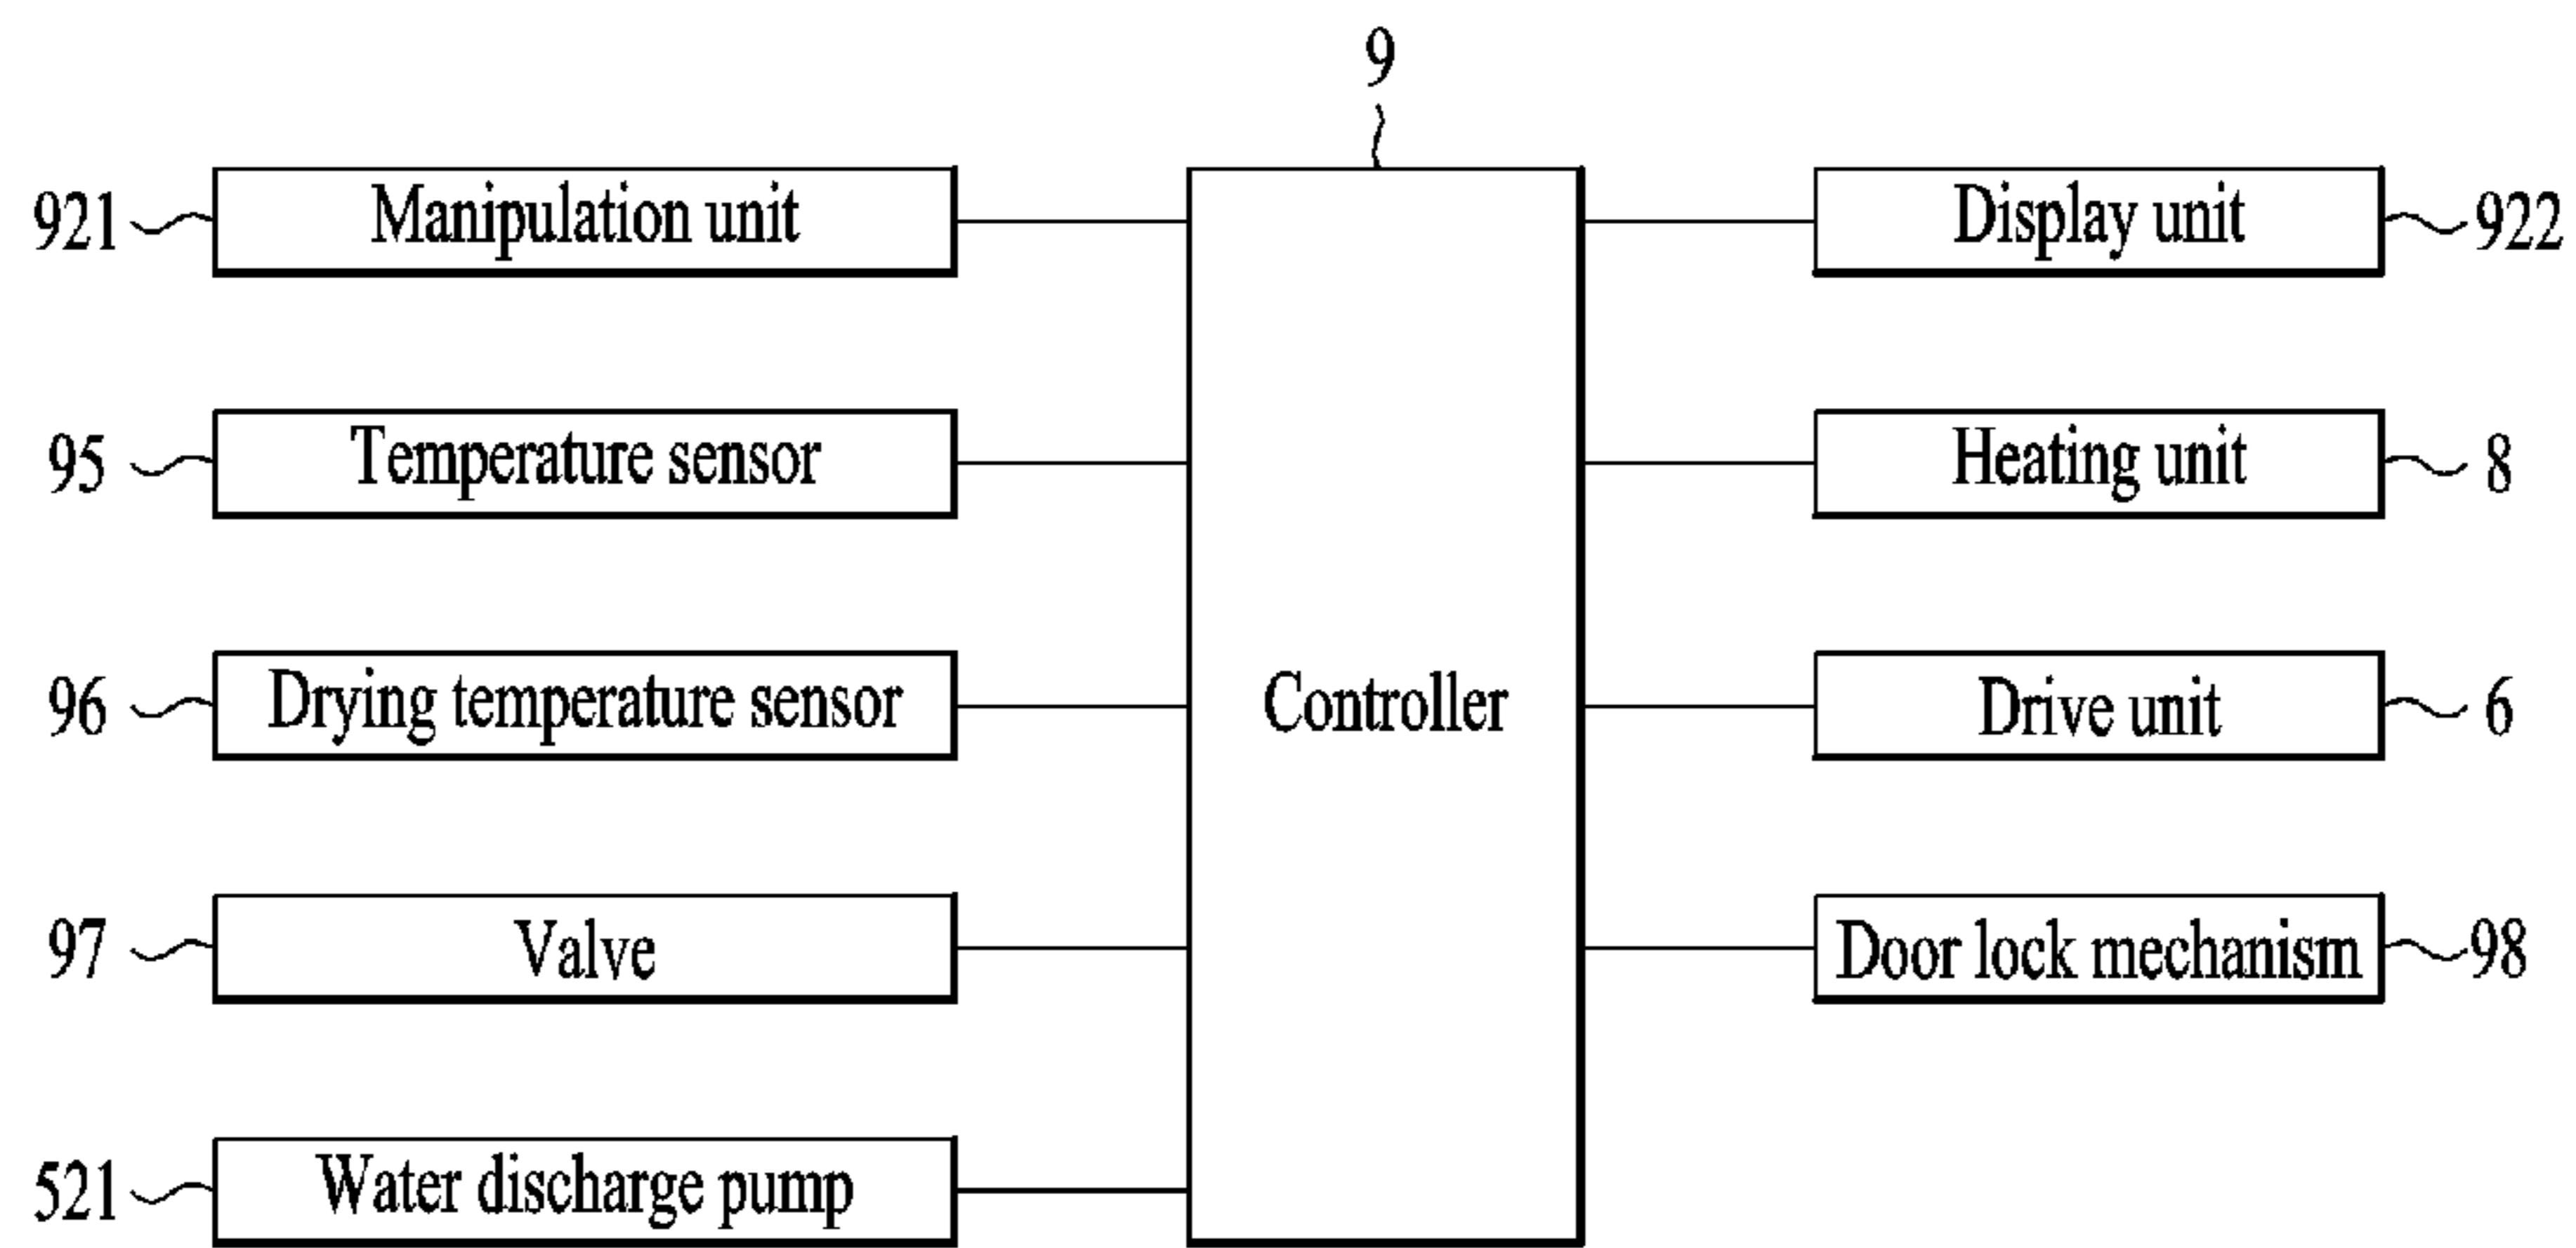 9
921 Manipulation unit Display unit 922
95 Temperature sensor Heating unit 8
96 Drying temperature sensor Controller Drive unit 6
97 Valve Door lock mechanism 98
521 Water discharge pump